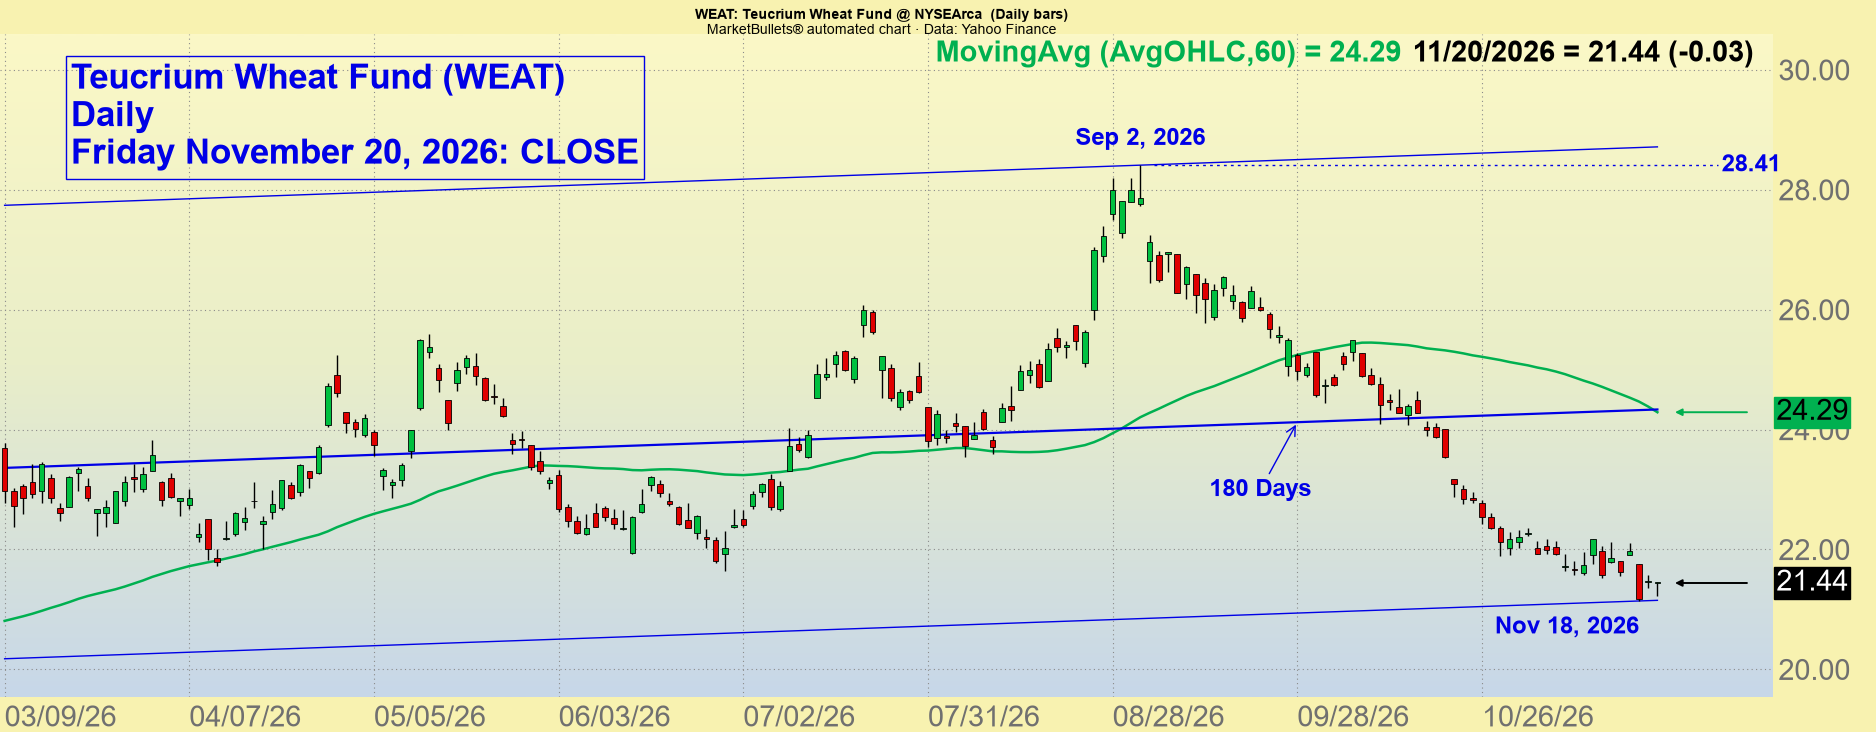 WEAT: Teucrium Wheat Fund @ NYSEArca  (Daily bars)
MarketBullets® automated chart · Data: Yahoo Finance
MovingAvg (AvgOHLC,60) = 24.29  11/20/2026 = 21.44 (-0.03)
Teucrium Wheat Fund (WEAT)
Daily
Friday November 20, 2026: CLOSE
30.00
Sep 2, 2026
28.41
28.00
26.00
24.29
24.00
180 Days
22.00
21.44
Nov 18, 2026
20.00
03/09/26 04/07/26 05/05/26 06/03/26 07/02/26 07/31/26 08/28/26 09/28/26 10/26/26